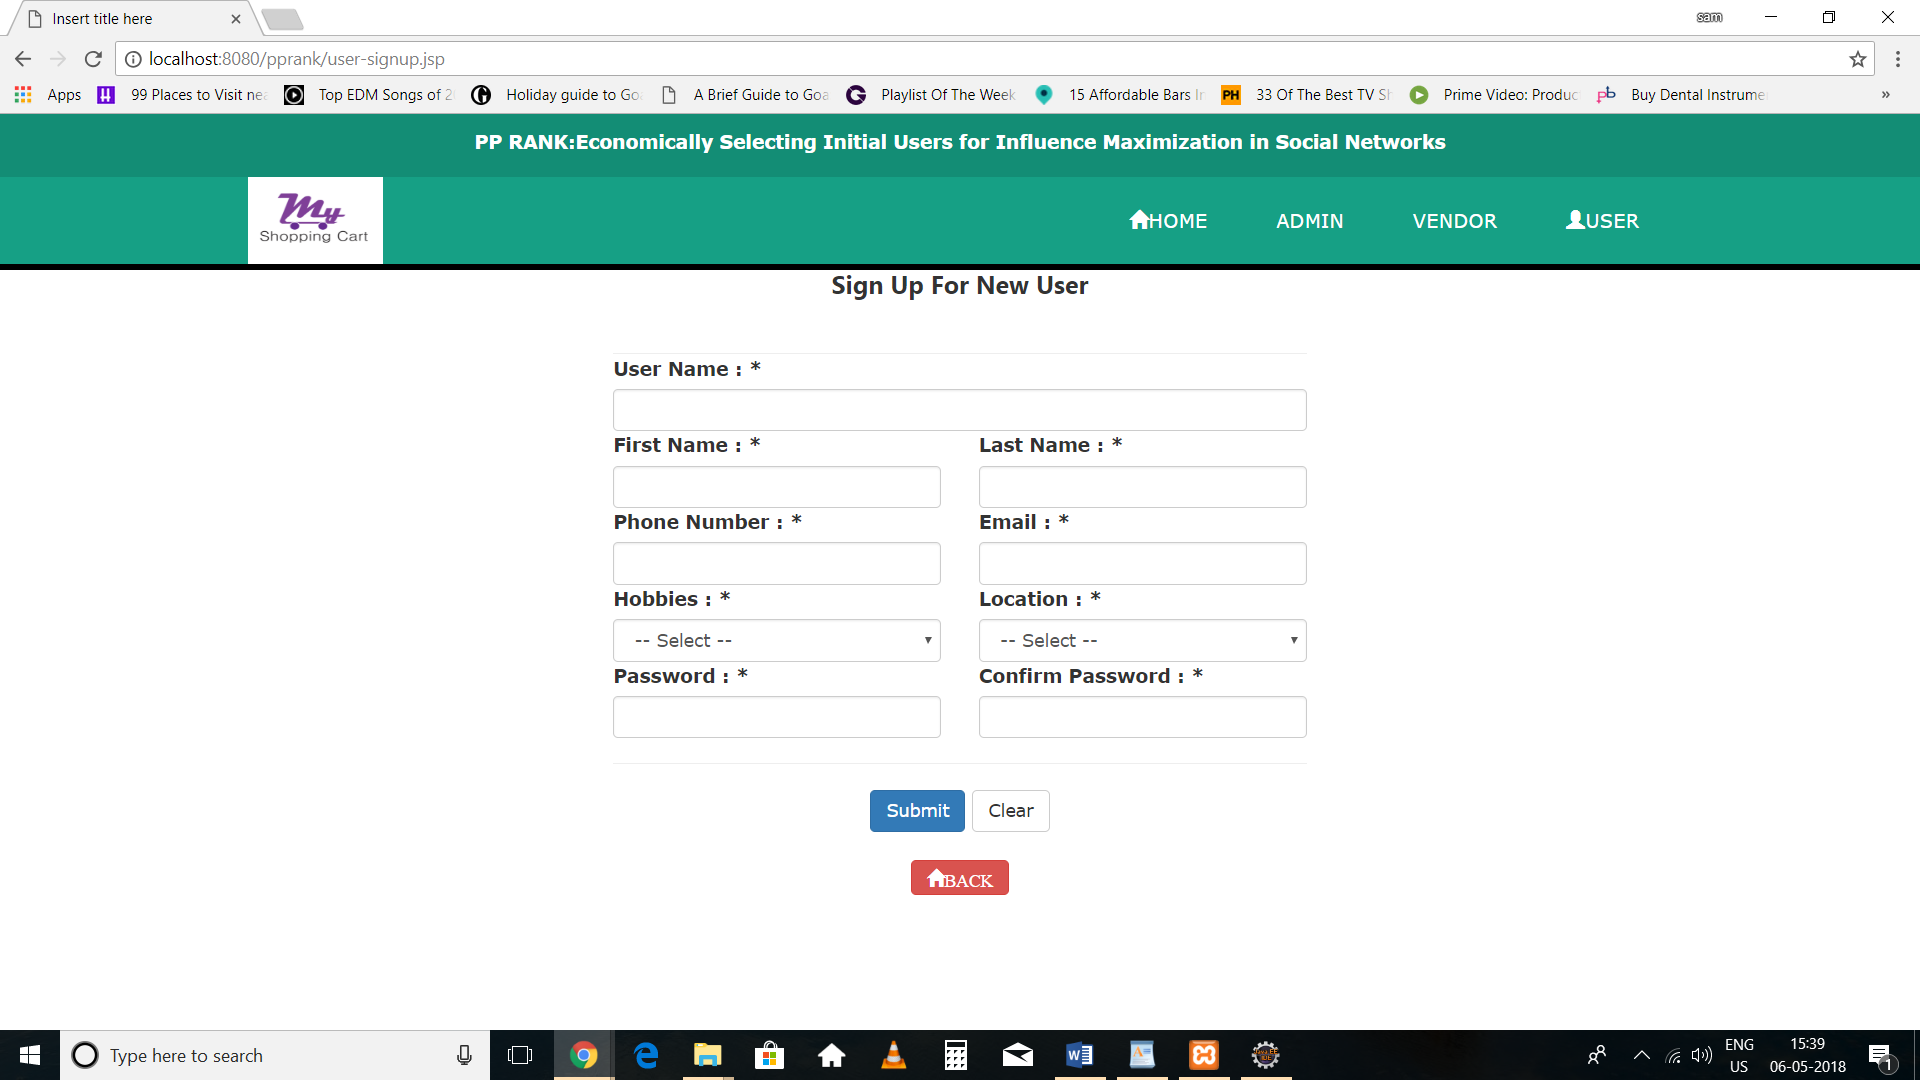 Insert title here
sam
localhost:8080/pprank/user-signup.jsp
Apps 99 Places to Visit nea Top EDM Songs of 2 Holiday guide to Go A Brief Guide to Goa Playlist Of The Week 15 Affordable Bars In PH 33 Of The Best TV Sh Prime Video: Produc pb Buy Dental Instrume »
PP RANK:Economically Selecting Initial Users for Influence Maximization in Social Networks
My
Shopping Cart
HOME ADMIN VENDOR USER
Sign Up For New User
User Name : *
First Name : * Last Name : *
Phone Number : * Email : *
Hobbies : * Location : *
-- Select -- -- Select --
Password : * Confirm Password : *
Submit Clear
BACK
Type here to search
ENG
US
15:39
06-05-2018
1